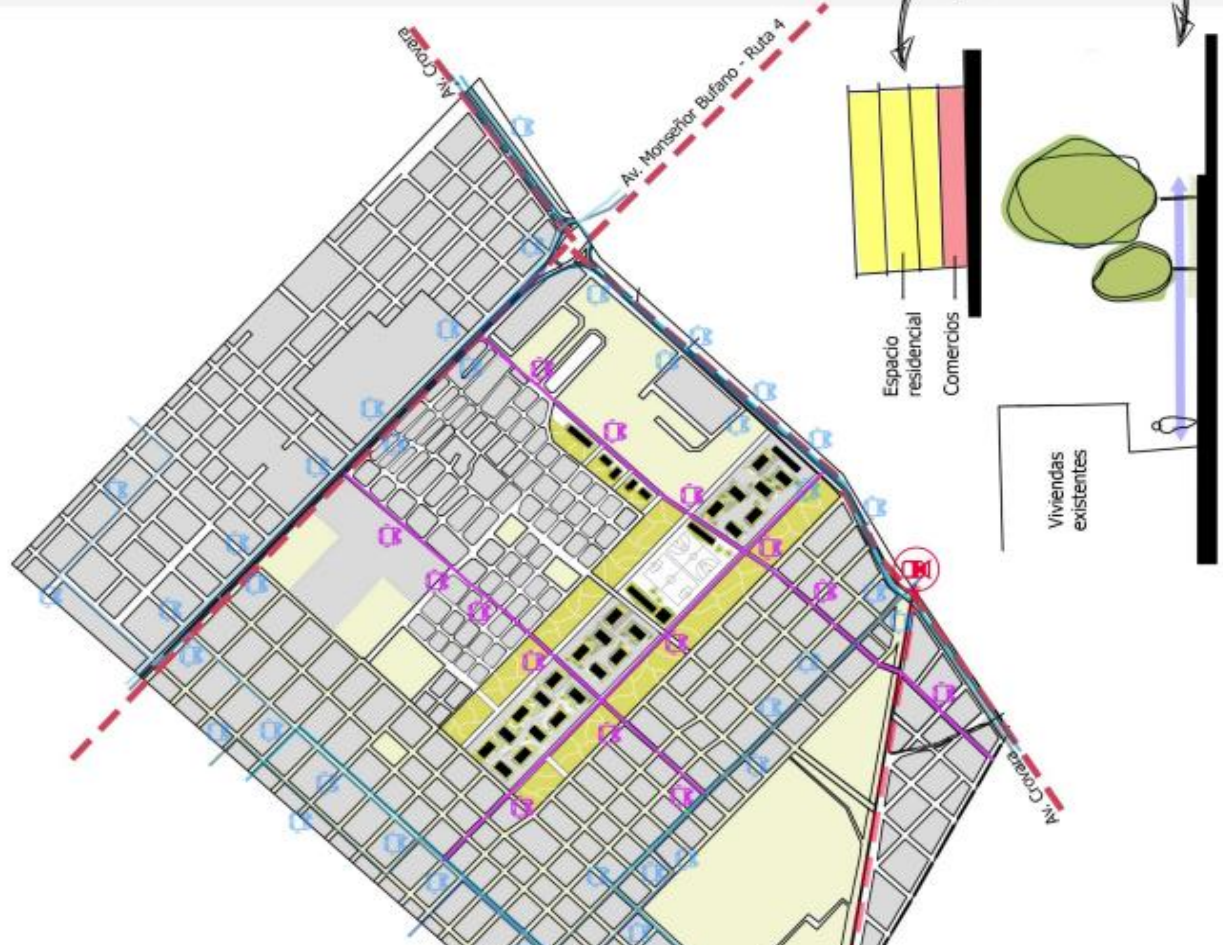 Av. Crovara
Av. Monseñor Bufano - Ruta 4
Espacio
residencial
Comercios
Viviendas
existentes
Av. Crovara